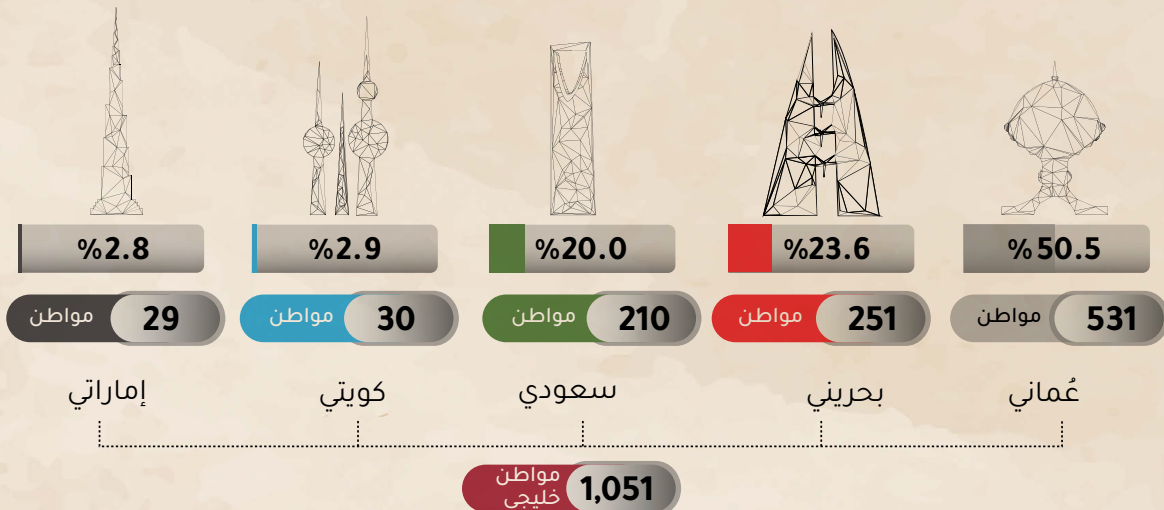 %50.5
%23.6
%20.0
%2.9
%2.8
531 مواطن
251 مواطن
210 مواطن
30 مواطن
29 مواطن
عُماني
بحريني
سعودي
كويتي
إماراتي
1,051 مواطن
خليجي